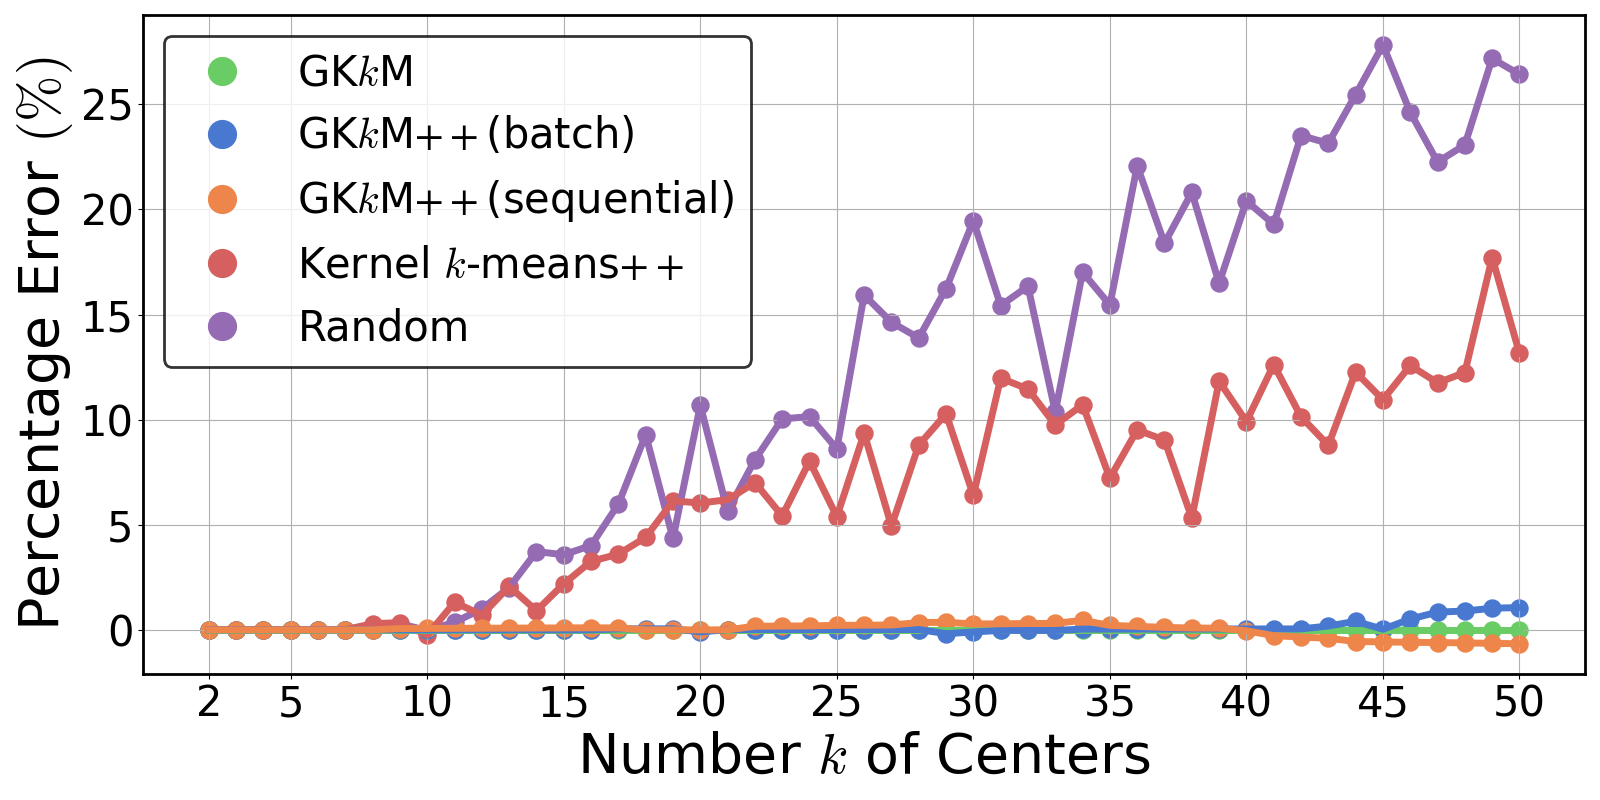 Percentage Error (%)
25
20
15
10
5
0
GKkM
GKkM++(batch)
GKkM++(sequential)
Kernel k-means++
Random
2 5 10 15 20 25 30 35 40 45 50
Number k of Centers